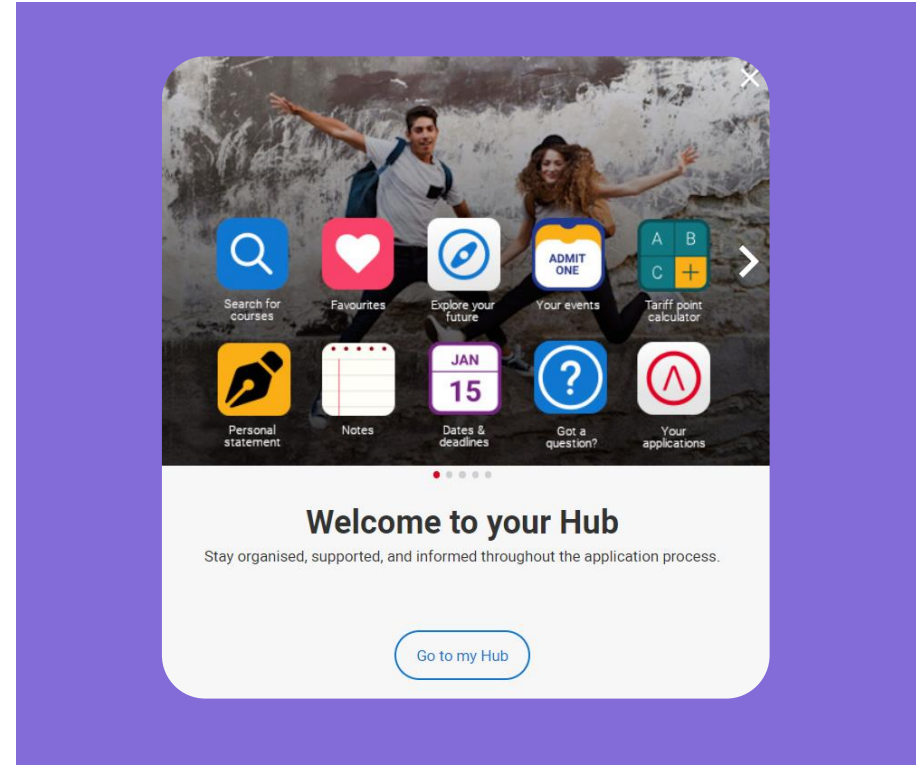 ADMIT
ONE
A B
C +
Search for
courses
Favourites
Explore your
future
Your events
Tariff point
calculator
JAN
15
?
Personal
statement
Notes
Dates &
deadlines
Got a
question?
Your
applications
Welcome to your Hub
Stay organised, supported, and informed throughout the application process.
Go to my Hub